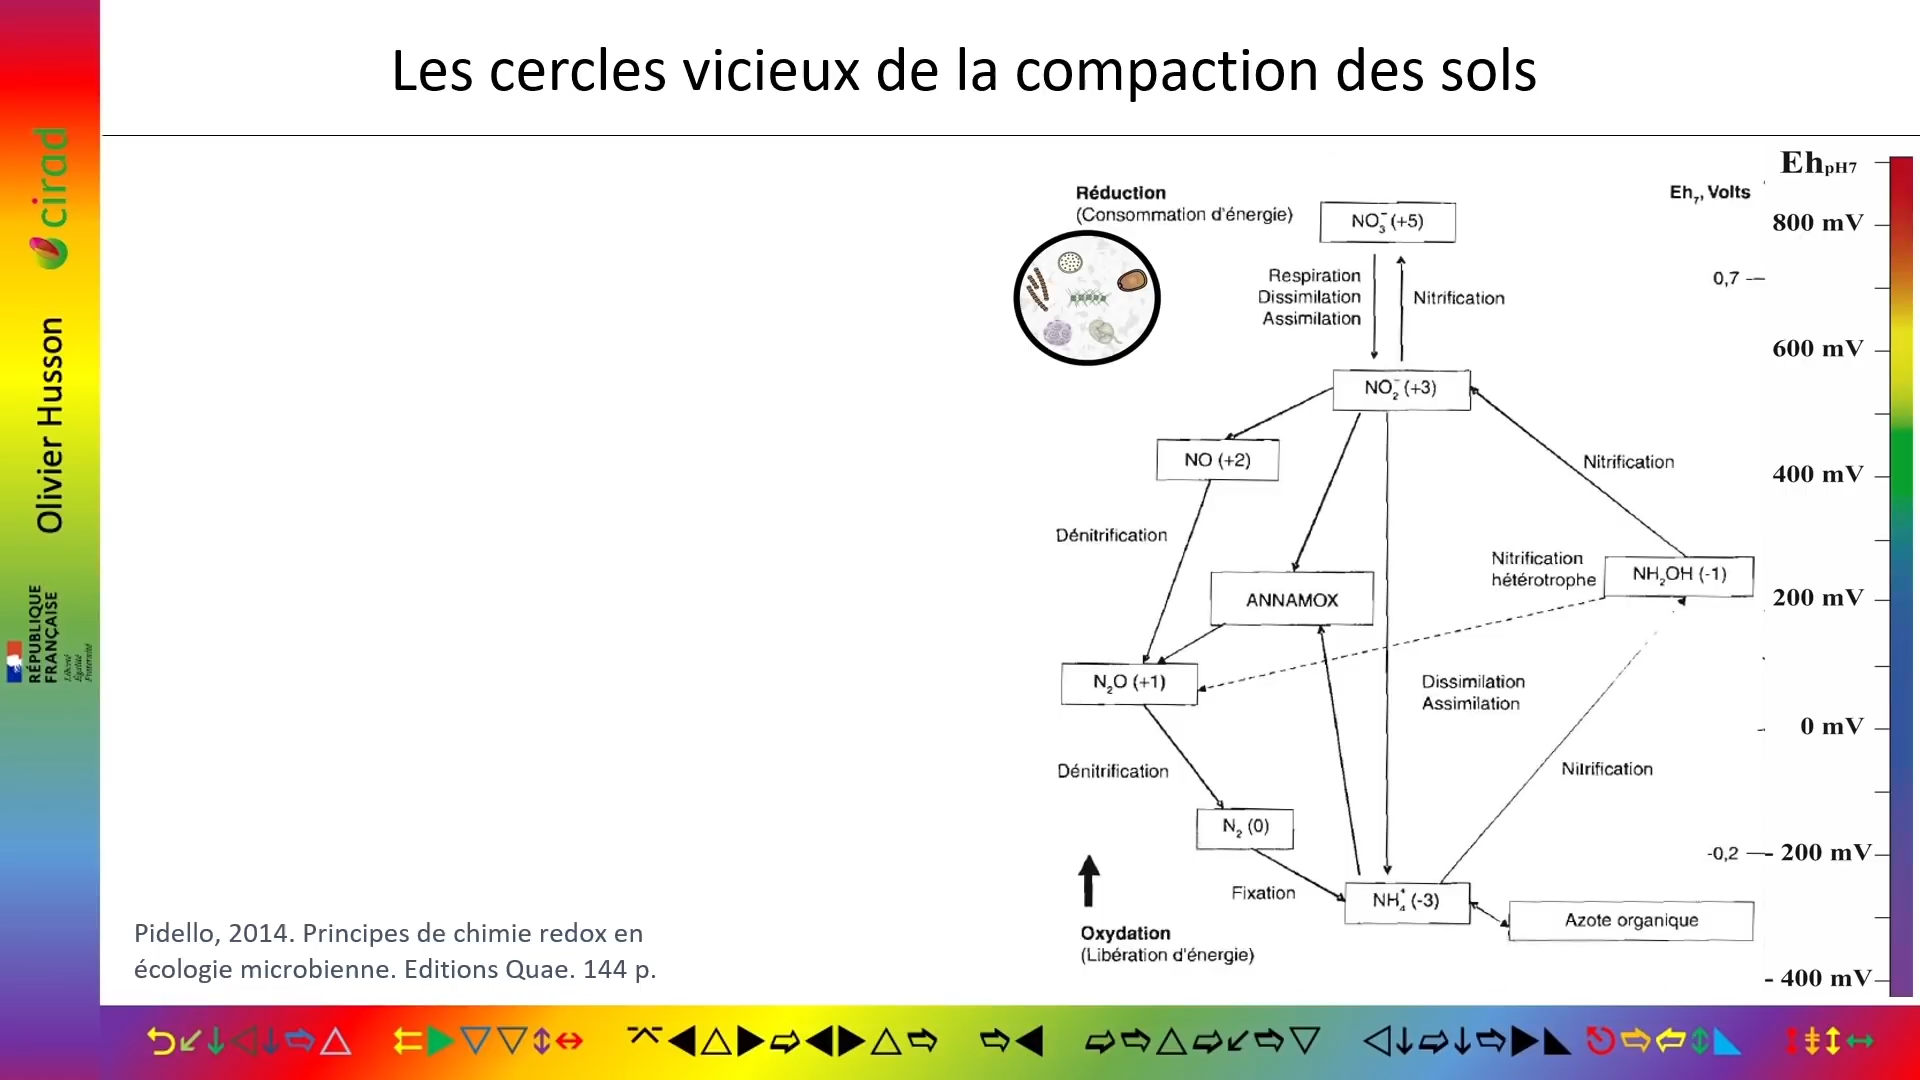 Les cercles vicieux de la compaction des sols
cirad
Olivier Husson
RÉPUBLIQUE
FRANÇAISE
Liberté
Égalité
Fraternité
Réduction
(Consommation d'énergie)
NO3- (+5)
Eh7, Volts
EhpH7
800 mV
0,7
Respiration
Dissimilation
Assimilation
Nitrification
600 mV
NO2- (+3)
NO (+2)
Nitrification
400 mV
Dénitrification
Nitrification
hétérotrophe
NH2OH (-1)
ANNAMOX
200 mV
N2O (+1)
Dissimilation
Assimilation
0 mV
Dénitrification
Nitrification
N2 (0)
-0,2
- 200 mV
Fixation
NH4+ (-3)
Azote organique
Oxydation
(Libération d'énergie)
- 400 mV
Pidello, 2014. Principes de chimie redox en
écologie microbienne. Editions Quae. 144 p.